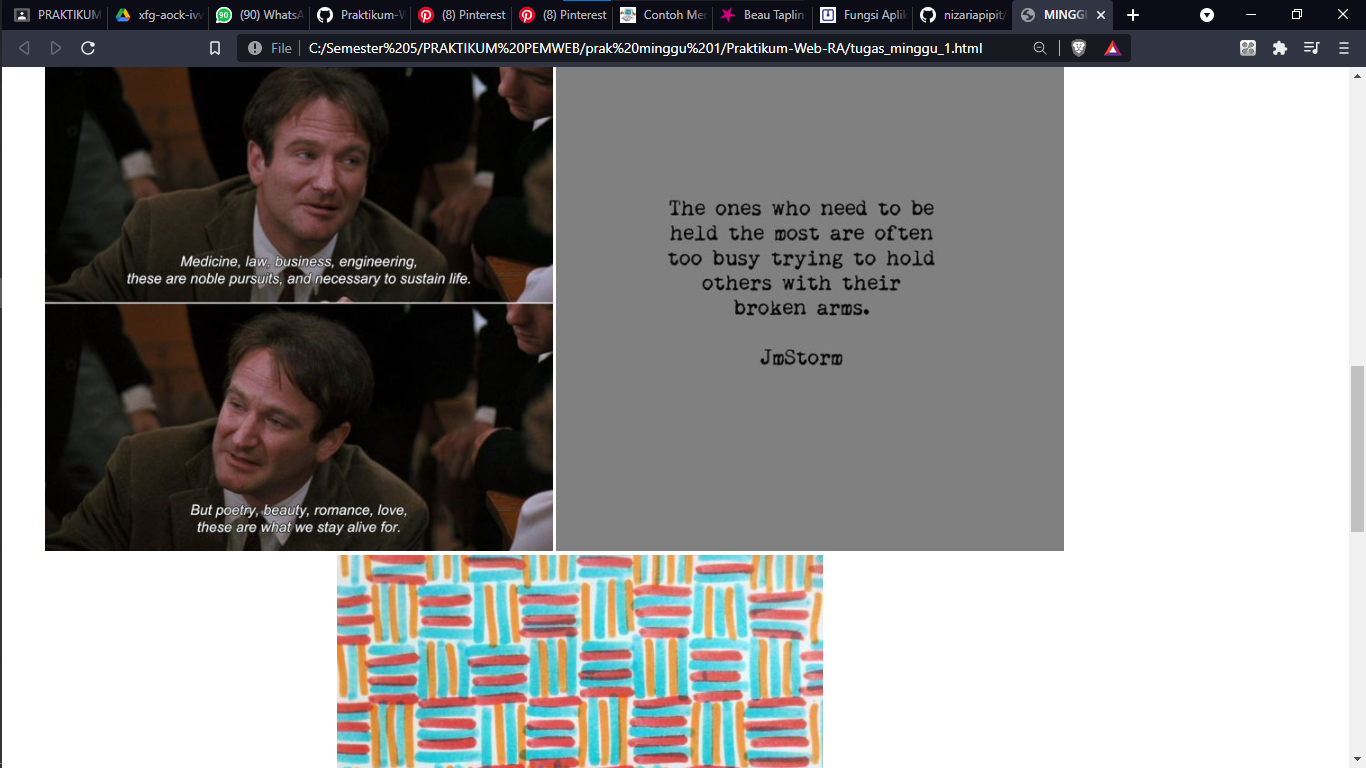 PRAKTIKUM
xfg-aock-ivv
(90) WhatsA
Praktikum-W
(8) Pinterest
(8) Pinterest
Contoh Mer
Beau Taplin
Fungsi Aplik
nizariapipit/
MINGGU
File
C:/Semester%205/PRAKTIKUM%20PEMWEB/prak%20minggu%201/Praktikum-Web-RA/tugas_minggu_1.html
Medicine, law, business, engineering,
these are noble pursuits, and necessary to sustain life.
But poetry, beauty, romance, love,
these are what we stay alive for.
The ones who need to be
held the most are often
too busy trying to hold
others with their
broken arms.
JmStorm